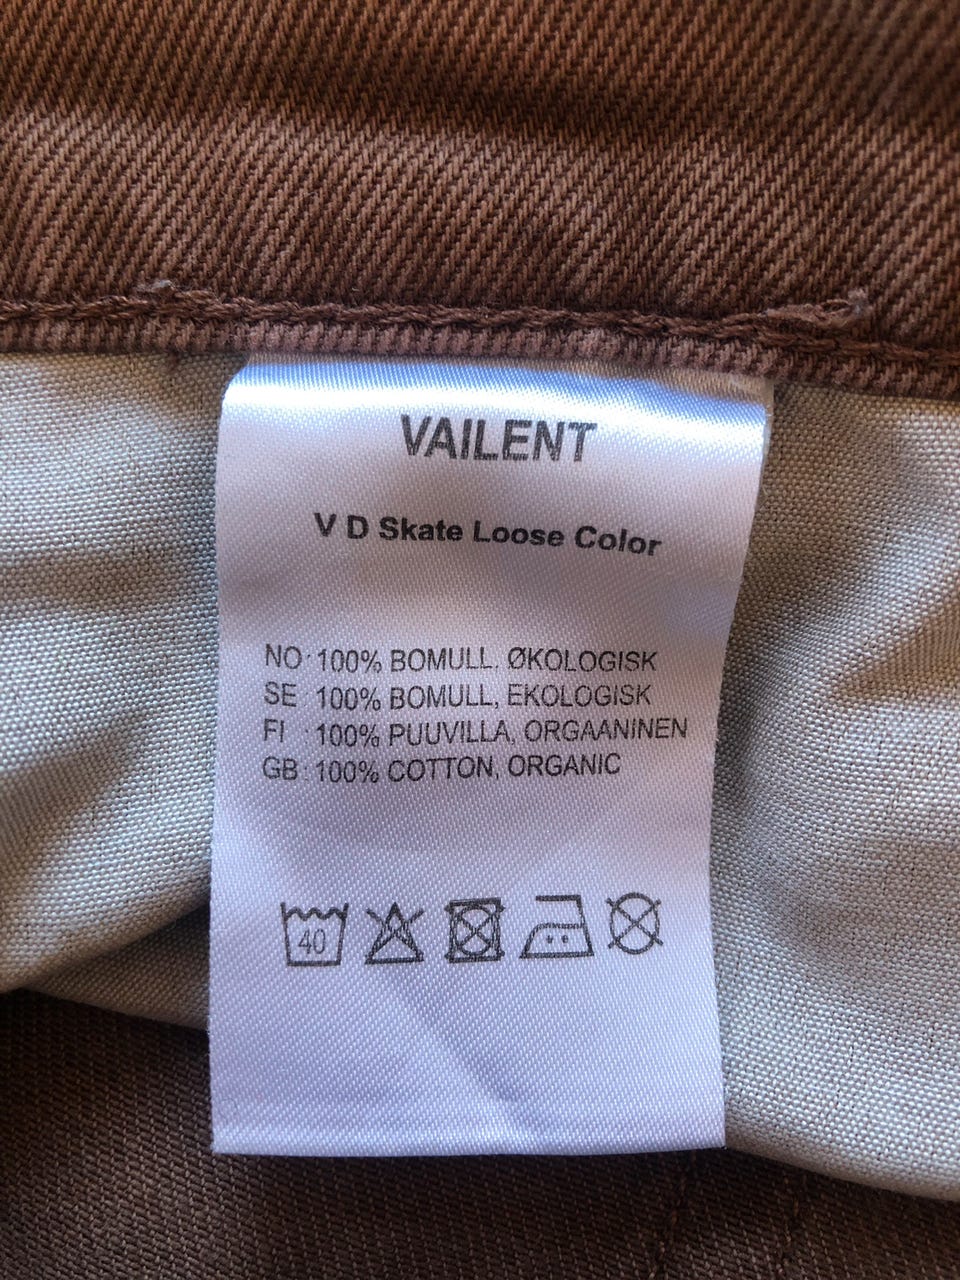 VAILENT
V D Skate Loose Color
NO: 100% BOMULL, ØKOLOGISK
SE 100% BOMULL, EKOLOGISK
FI : 100% PUUVILLA, ORGAANINEN
GB: 100% COTTON, ORGANIC
40